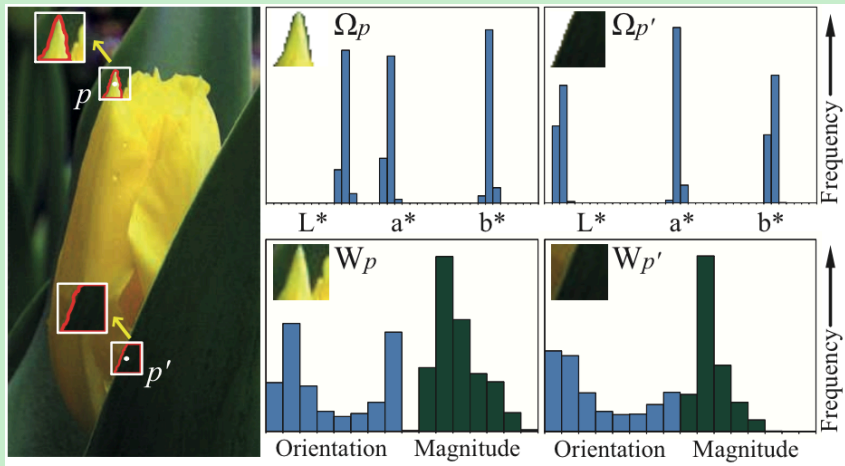 p
p′
Ωp
L* a* b*
Ωp′
L* a* b*
Frequency
Wp
Orientation Magnitude
Wp′
Orientation Magnitude
Frequency